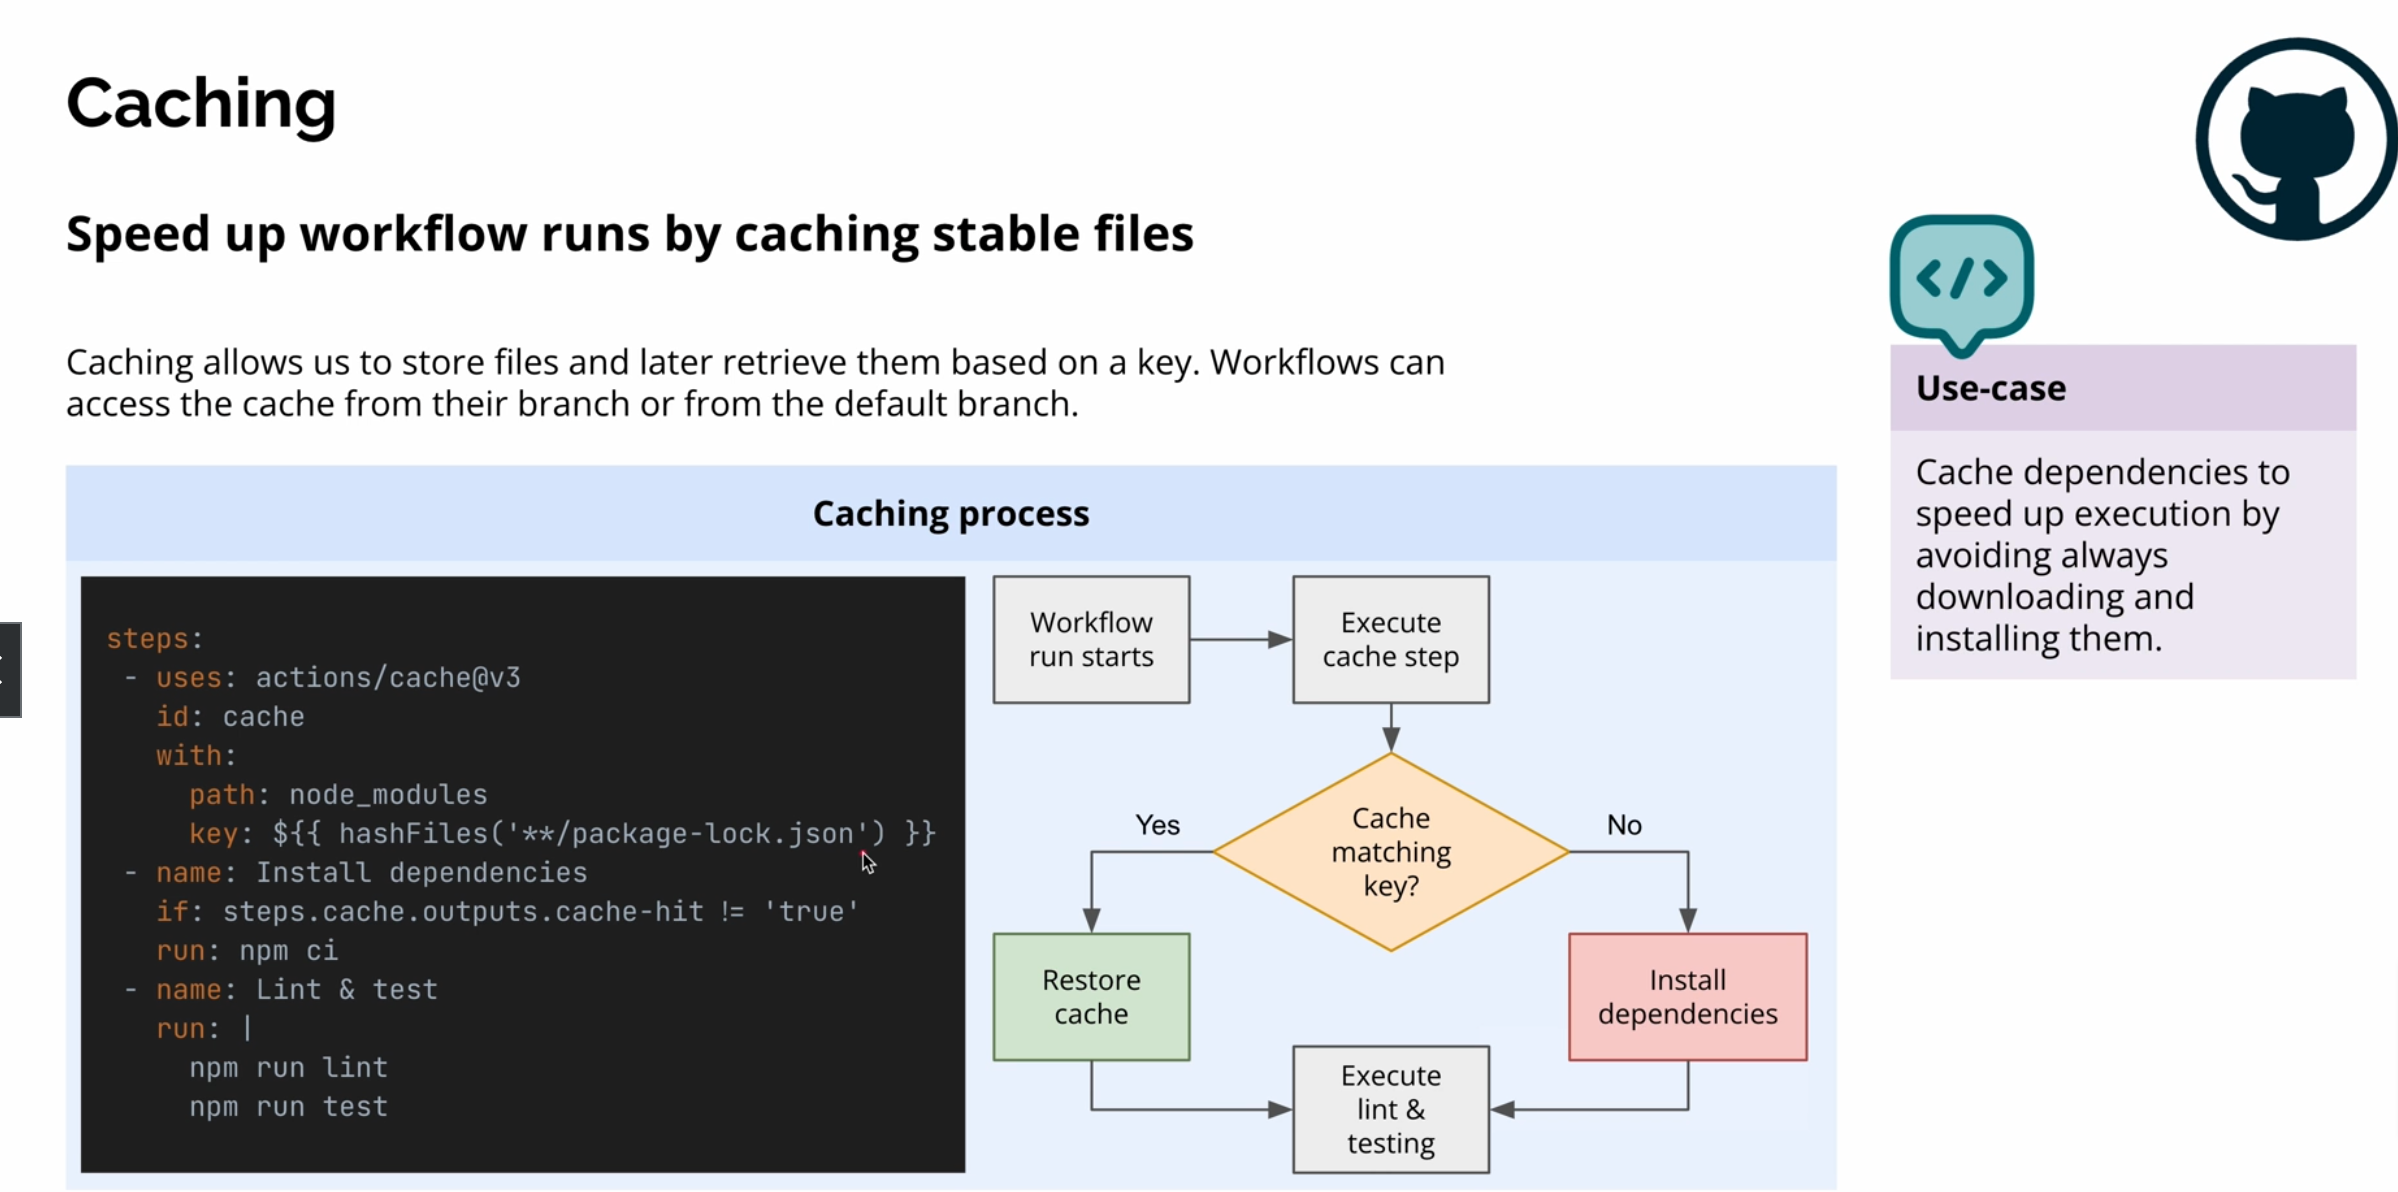 Caching
Speed up workflow runs by caching stable files
Caching allows us to store files and later retrieve them based on a key. Workflows can
access the cache from their branch or from the default branch.
Caching process
steps:
  - uses: actions/cache@v3
    id: cache
    with:
      path: node_modules
      key: ${{ hashFiles('**/package-lock.json') }}
  - name: Install dependencies
    if: steps.cache.outputs.cache-hit != 'true'
    run: npm ci
  - name: Lint & test
    run: |
      npm run lint
      npm run test
Workflow
run starts
Execute
cache step
Cache
matching
key?
Yes
No
Restore
cache
Install
dependencies
Execute
lint &
testing
</>
Use-case
Cache dependencies to
speed up execution by
avoiding always
downloading and
installing them.